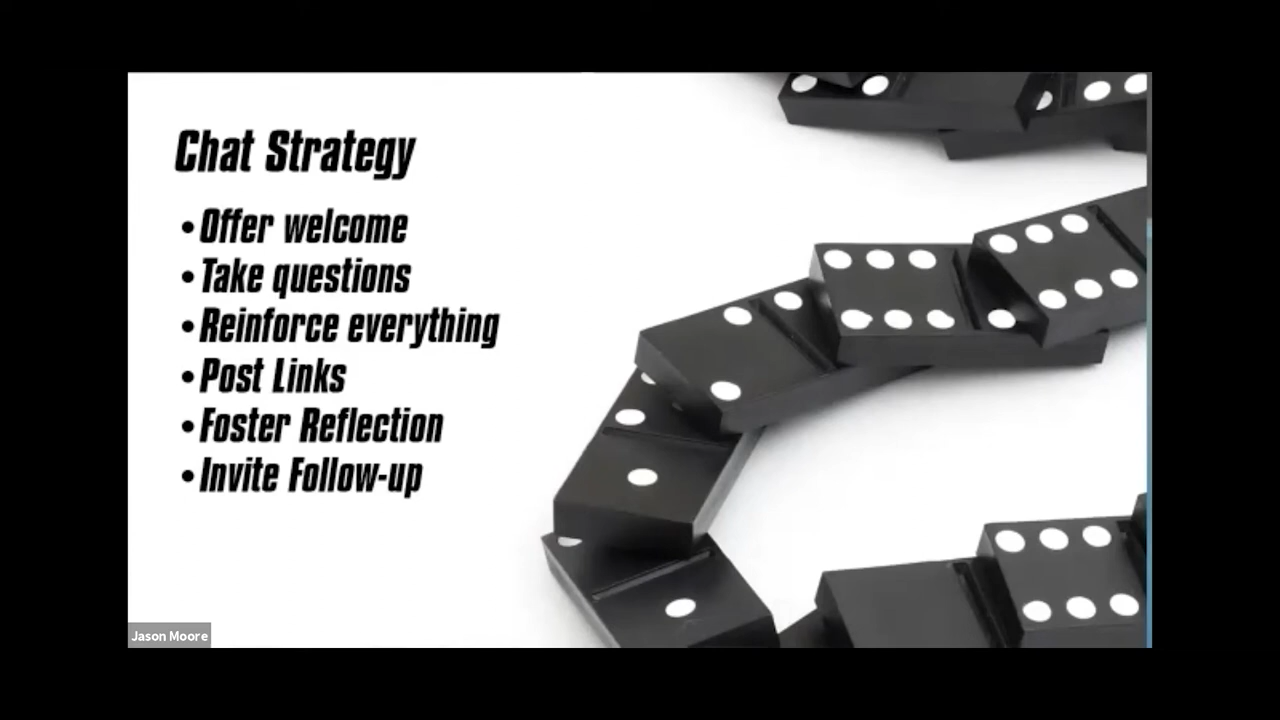 Chat Strategy
•Offer welcome
•Take questions
•Reinforce everything
•Post Links
•Foster Reflection
•Invite Follow-up
Jason Moore